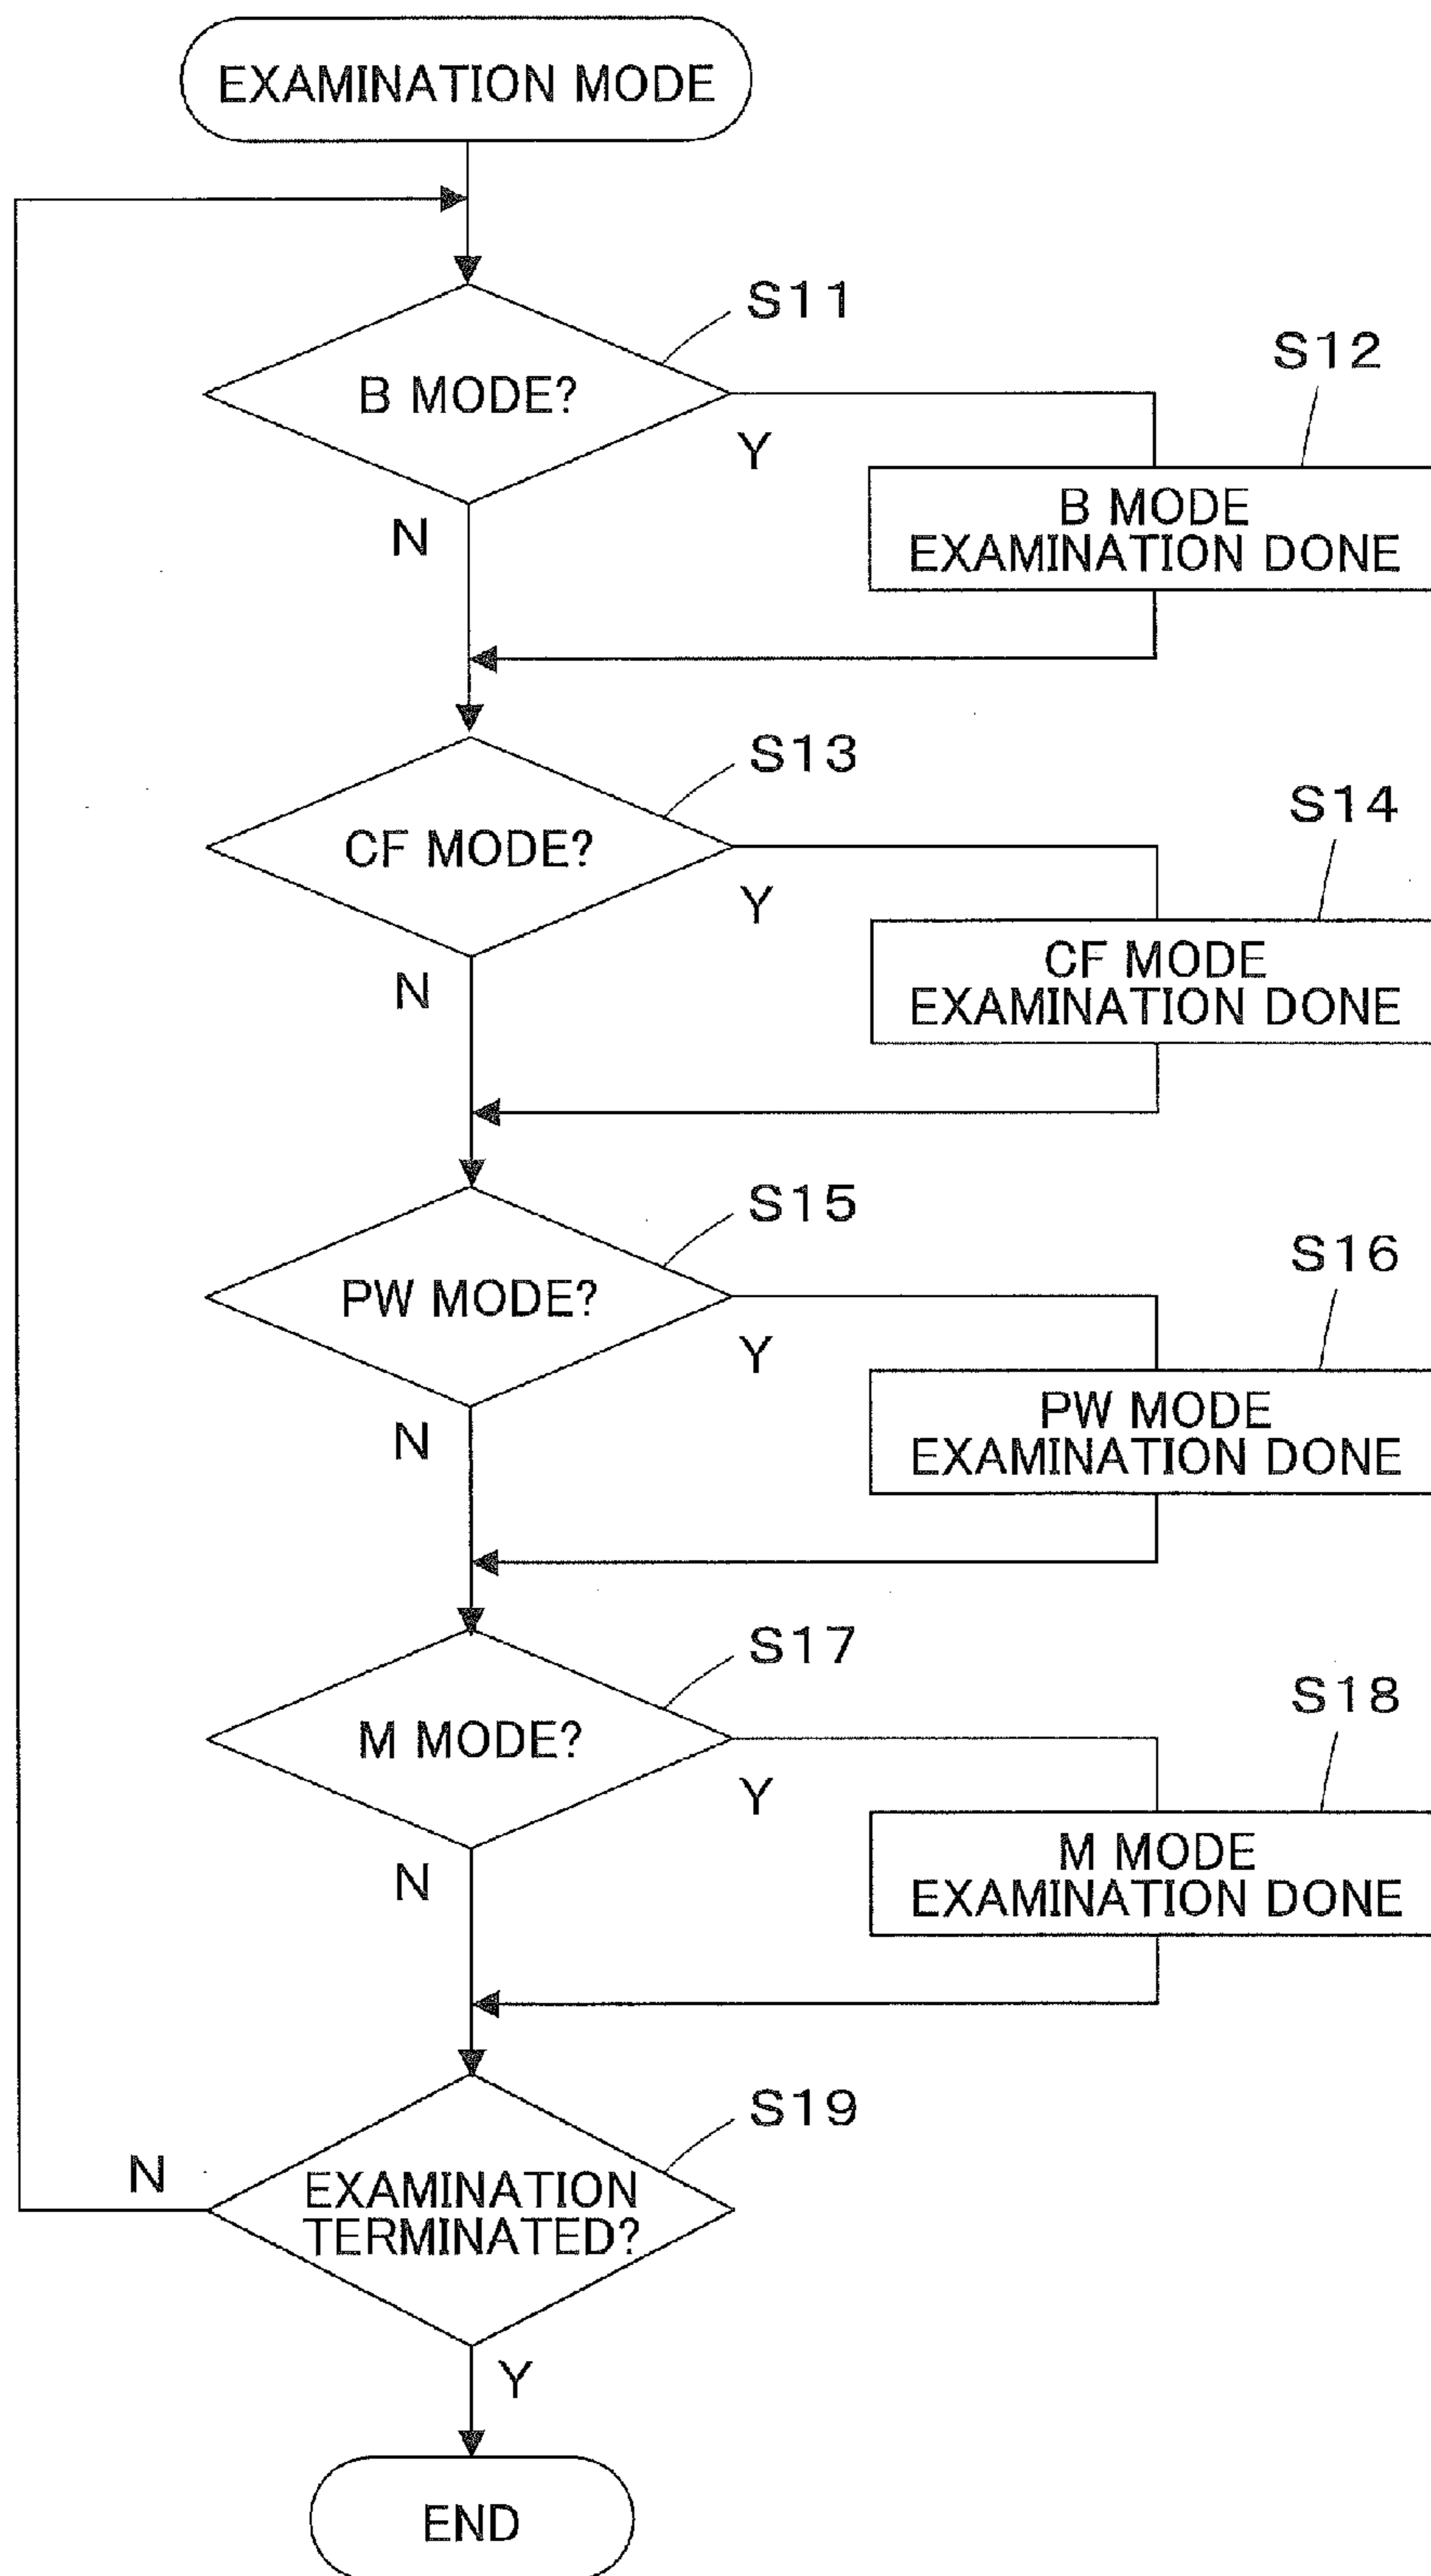 EXAMINATION MODE
S11
B MODE?
Y
N
S12
B MODE
EXAMINATION DONE
S13
CF MODE?
Y
N
S14
CF MODE
EXAMINATION DONE
S15
PW MODE?
Y
N
S16
PW MODE
EXAMINATION DONE
S17
M MODE?
Y
N
S18
M MODE
EXAMINATION DONE
S19
N
EXAMINATION
TERMINATED?
Y
END